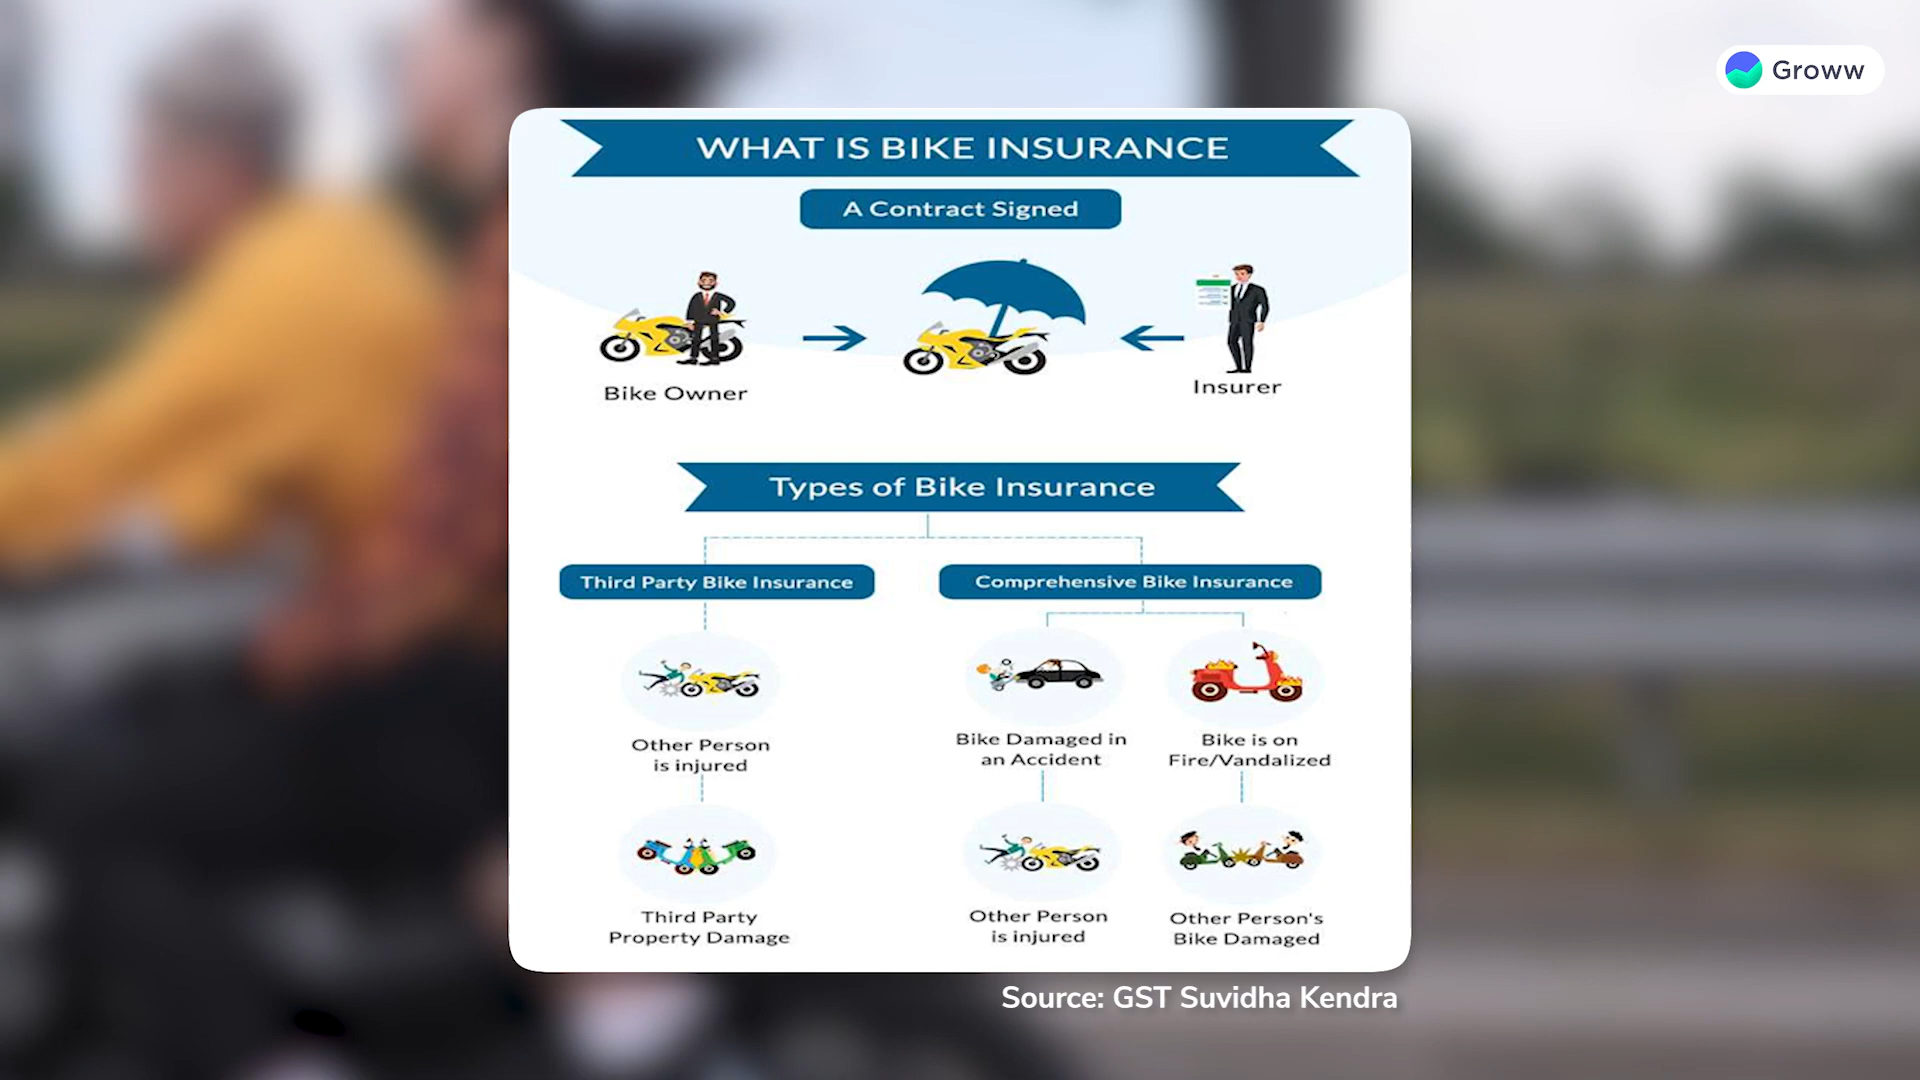 Groww
WHAT IS BIKE INSURANCE
A Contract Signed
Bike Owner
Insurer
Types of Bike Insurance
Third Party Bike Insurance
Comprehensive Bike Insurance
Other Person
is injured
Bike Damaged in
an Accident
Bike is on
Fire/Vandalized
Third Party
Property Damage
Other Person
is injured
Other Person's
Bike Damaged
Source: GST Suvidha Kendra